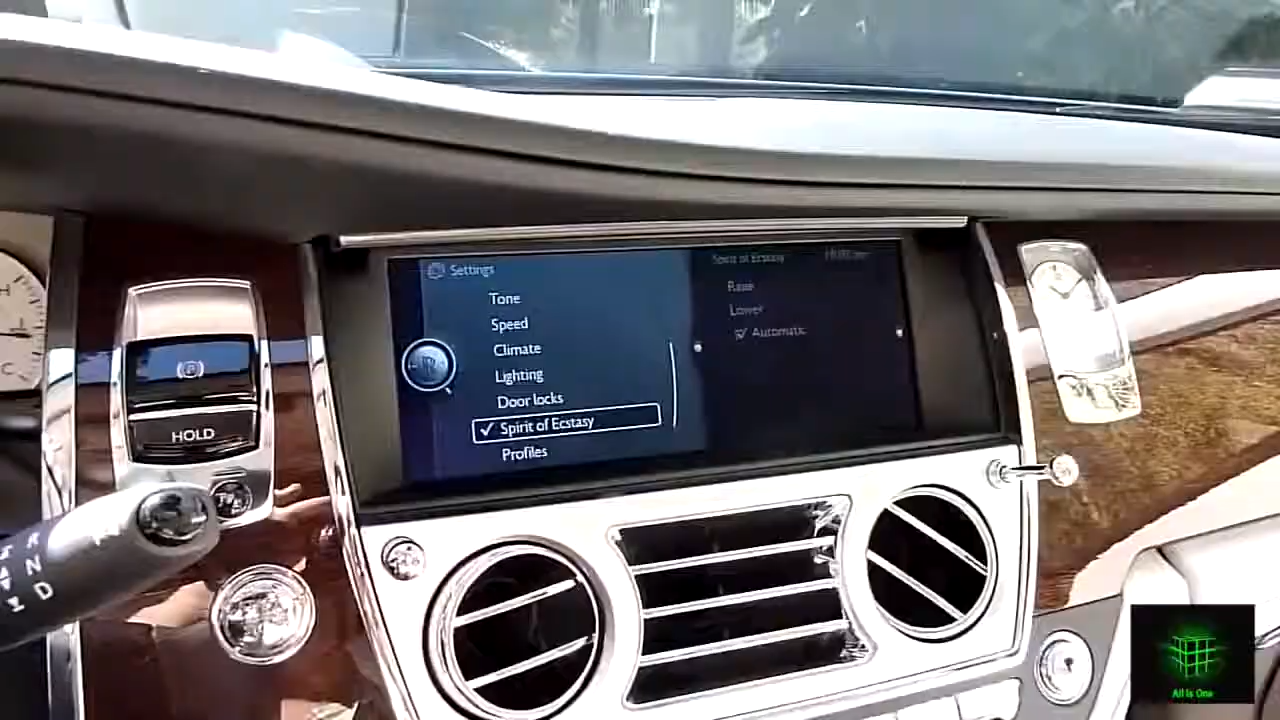 Settings
Tone
Speed
Climate
Lighting
Door locks
Spirit of Ecstasy
Profiles
Spirit of Ecstasy
Raise
Lower
Automatic
H
C
P
HOLD
R
N
D
All Is One